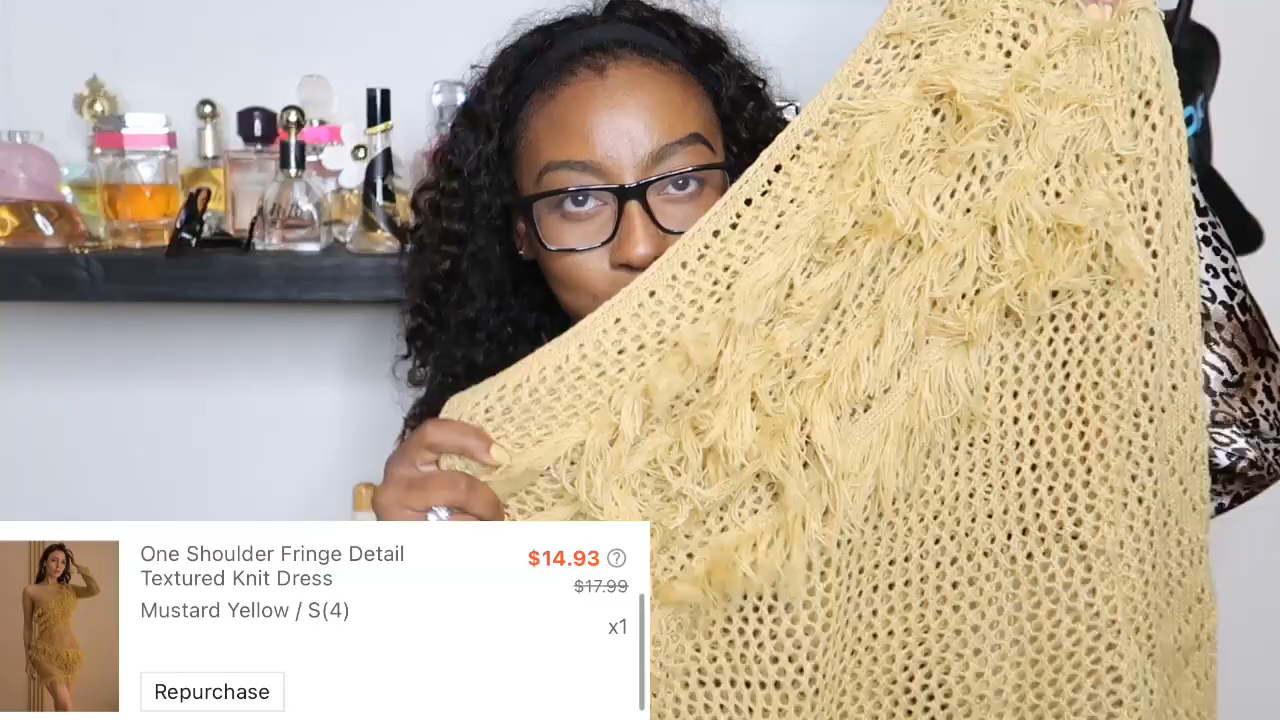 One Shoulder Fringe Detail
Textured Knit Dress
Mustard Yellow / S(4)
$14.93 ?
$17.99
x1
Repurchase